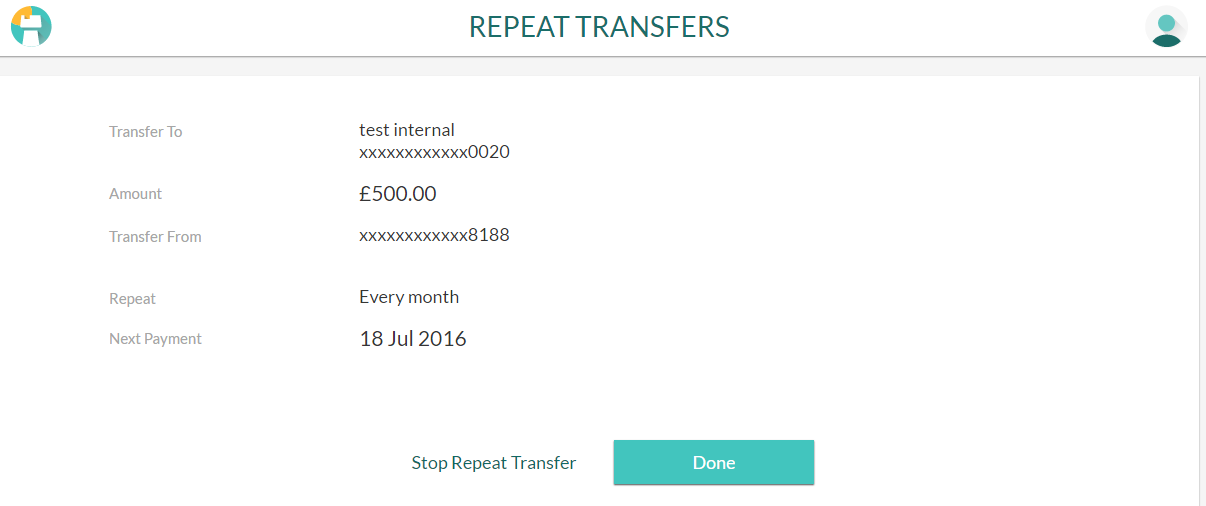 REPEAT TRANSFERS
Transfer To
test internal
xxxxxxxxxxxx0020
Amount
£500.00
Transfer From
xxxxxxxxxxxx8188
Repeat
Every month
Next Payment
18 Jul 2016
Stop Repeat Transfer
Done